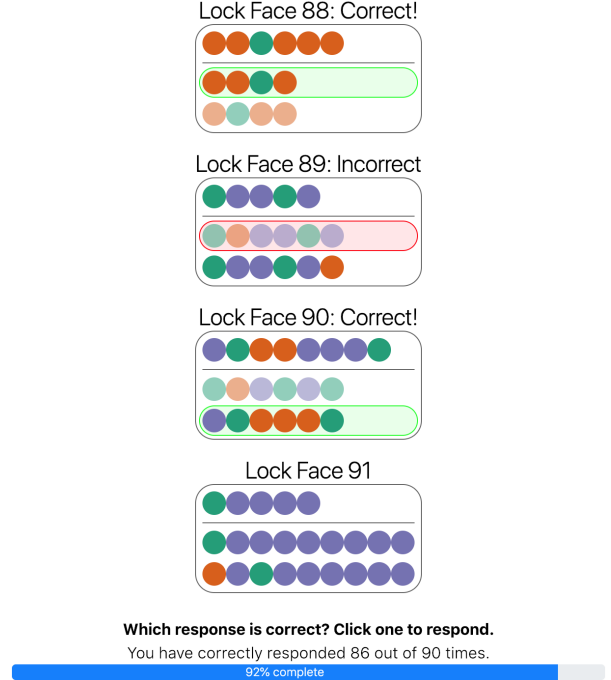 Lock Face 88: Correct!
Lock Face 89: Incorrect
Lock Face 90: Correct!
Lock Face 91
Which response is correct? Click one to respond.
You have correctly responded 86 out of 90 times.
92% complete